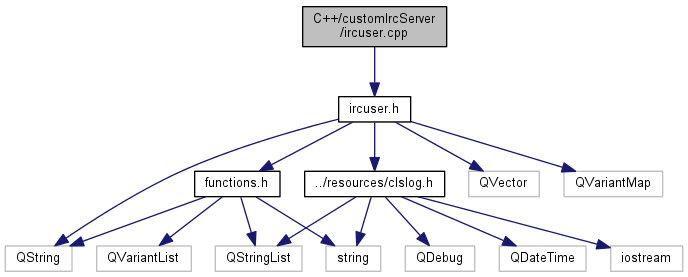 C++/customIrcServer
/ircuser.cpp
ircuser.h
functions.h
../resources/clslog.h
QVector
QVariantMap
QString
QVariantList
QStringList
string
QDebug
QDateTime
iostream